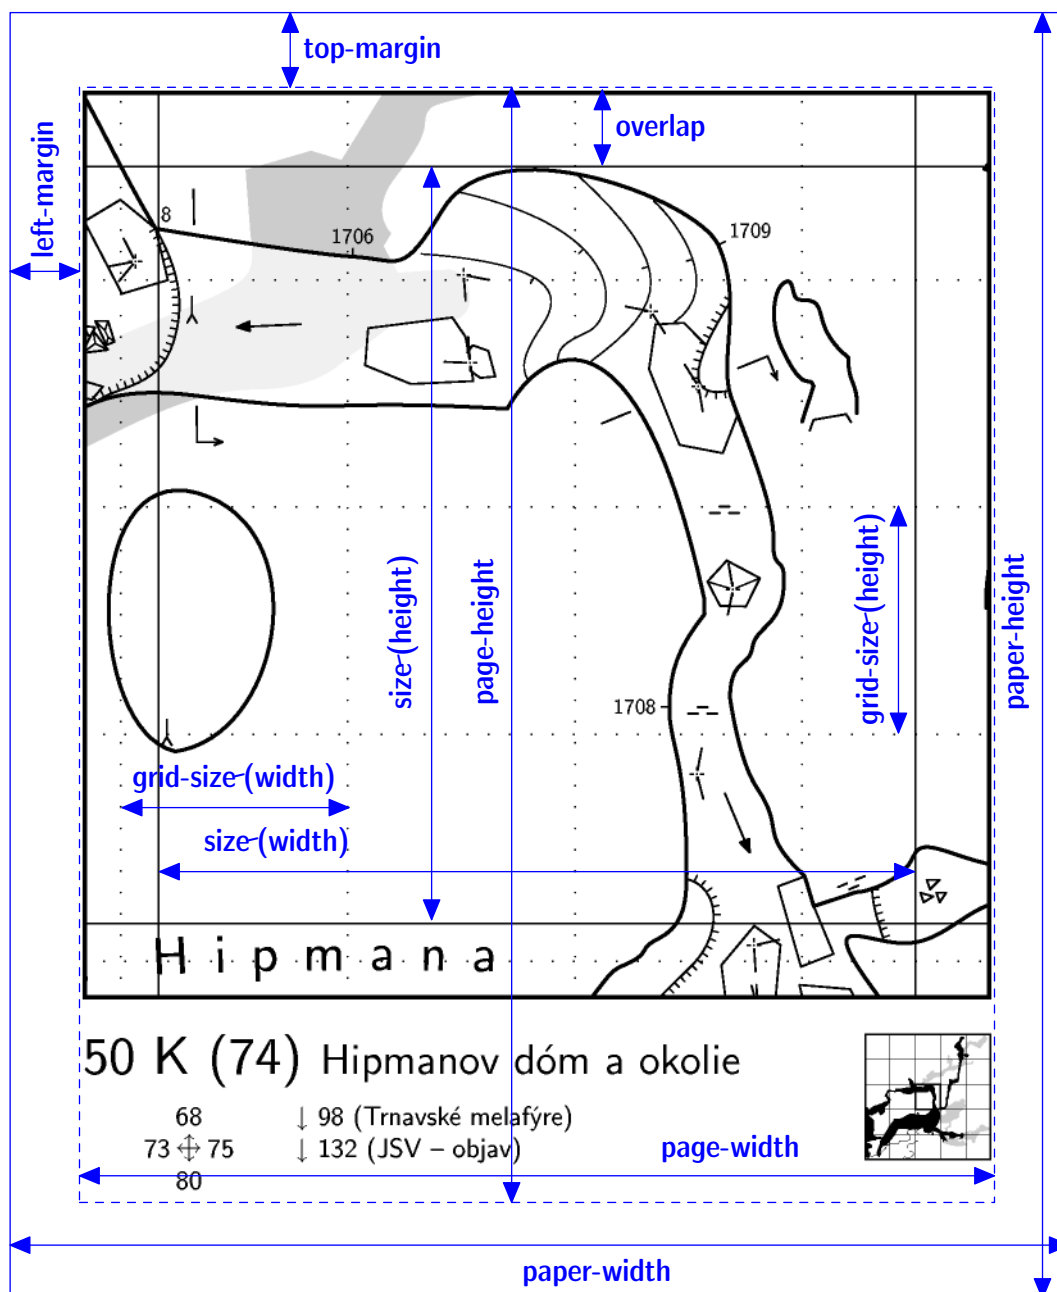 top-margin
overlap
left-margin
8
1706
1709
size (height)
page-height
grid-size (height)
paper-height
1708
grid-size (width)
size (width)
Hipmana
50 K (74) Hipmanov dóm a okolie
68 ↓ 98 (Trnavské melafýre)
73 75 ↓ 132 (JSV – objav)
page-width
80
paper-width